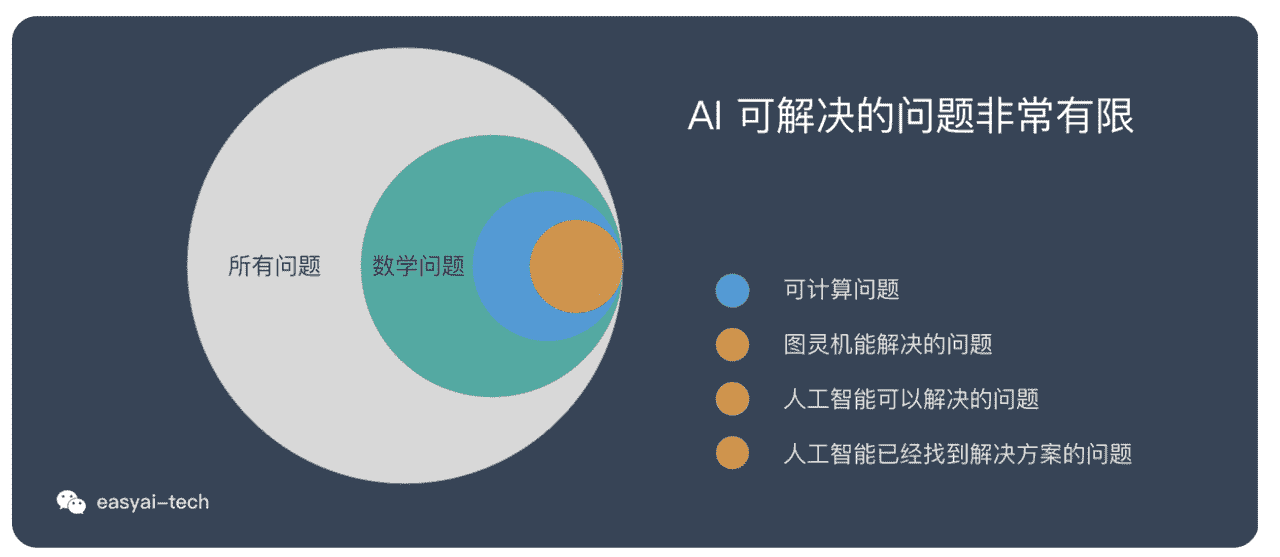 AI 可解决的问题非常有限
所有问题
数学问题
可计算问题
图灵机能解决的问题
人工智能可以解决的问题
人工智能已经找到解决方案的问题
easyai-tech